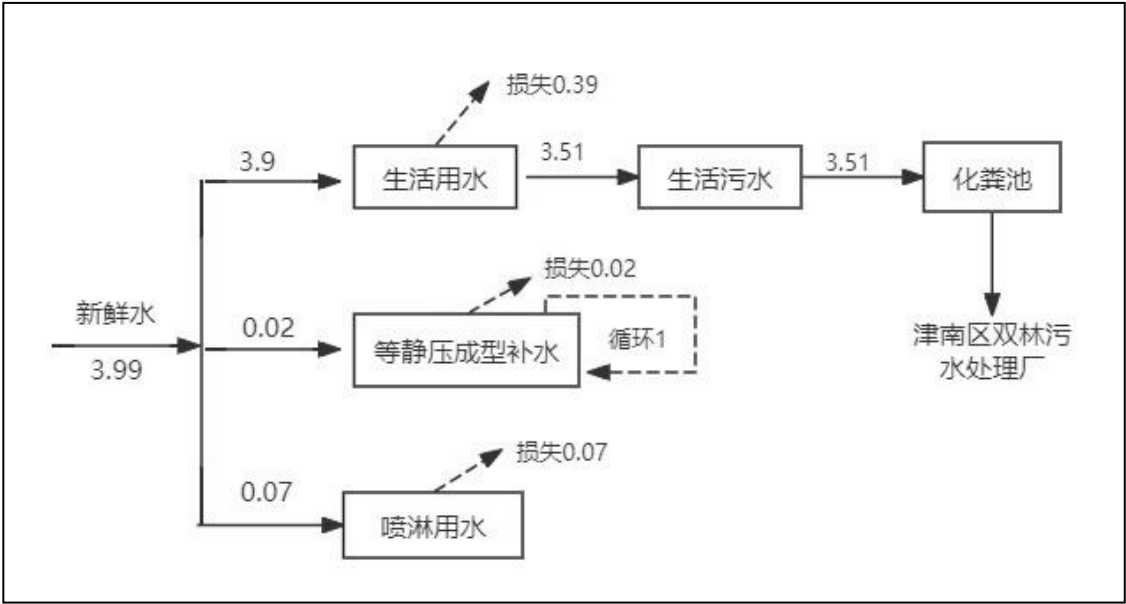 损失0.39
3.9
生活用水
3.51
生活污水
3.51
化粪池
津南区双林污
水处理厂
新鲜水
3.99
损失0.02
0.02
等静压成型补水
循环1
损失0.07
0.07
喷淋用水